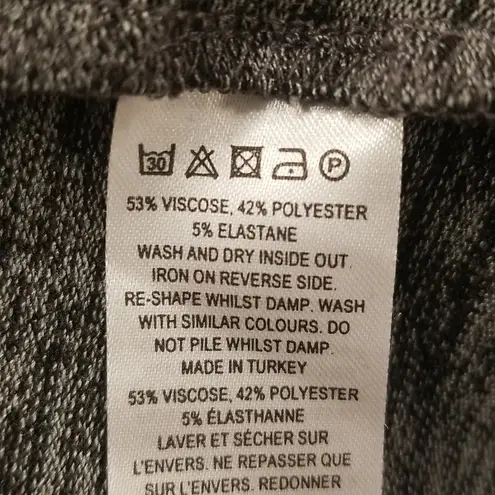 30 P
53% VISCOSE, 42% POLYESTER
5% ELASTANE
WASH AND DRY INSIDE OUT.
IRON ON REVERSE SIDE.
RE-SHAPE WHILST DAMP. WASH
WITH SIMILAR COLOURS. DO
NOT PILE WHILST DAMP.
MADE IN TURKEY
53% VISCOSE, 42% POLYESTER
5% ÉLASTHANNE
LAVER ET SÉCHER SUR
L'ENVERS. NE REPASSER QUE
SUR L'ENVERS. REDONNER